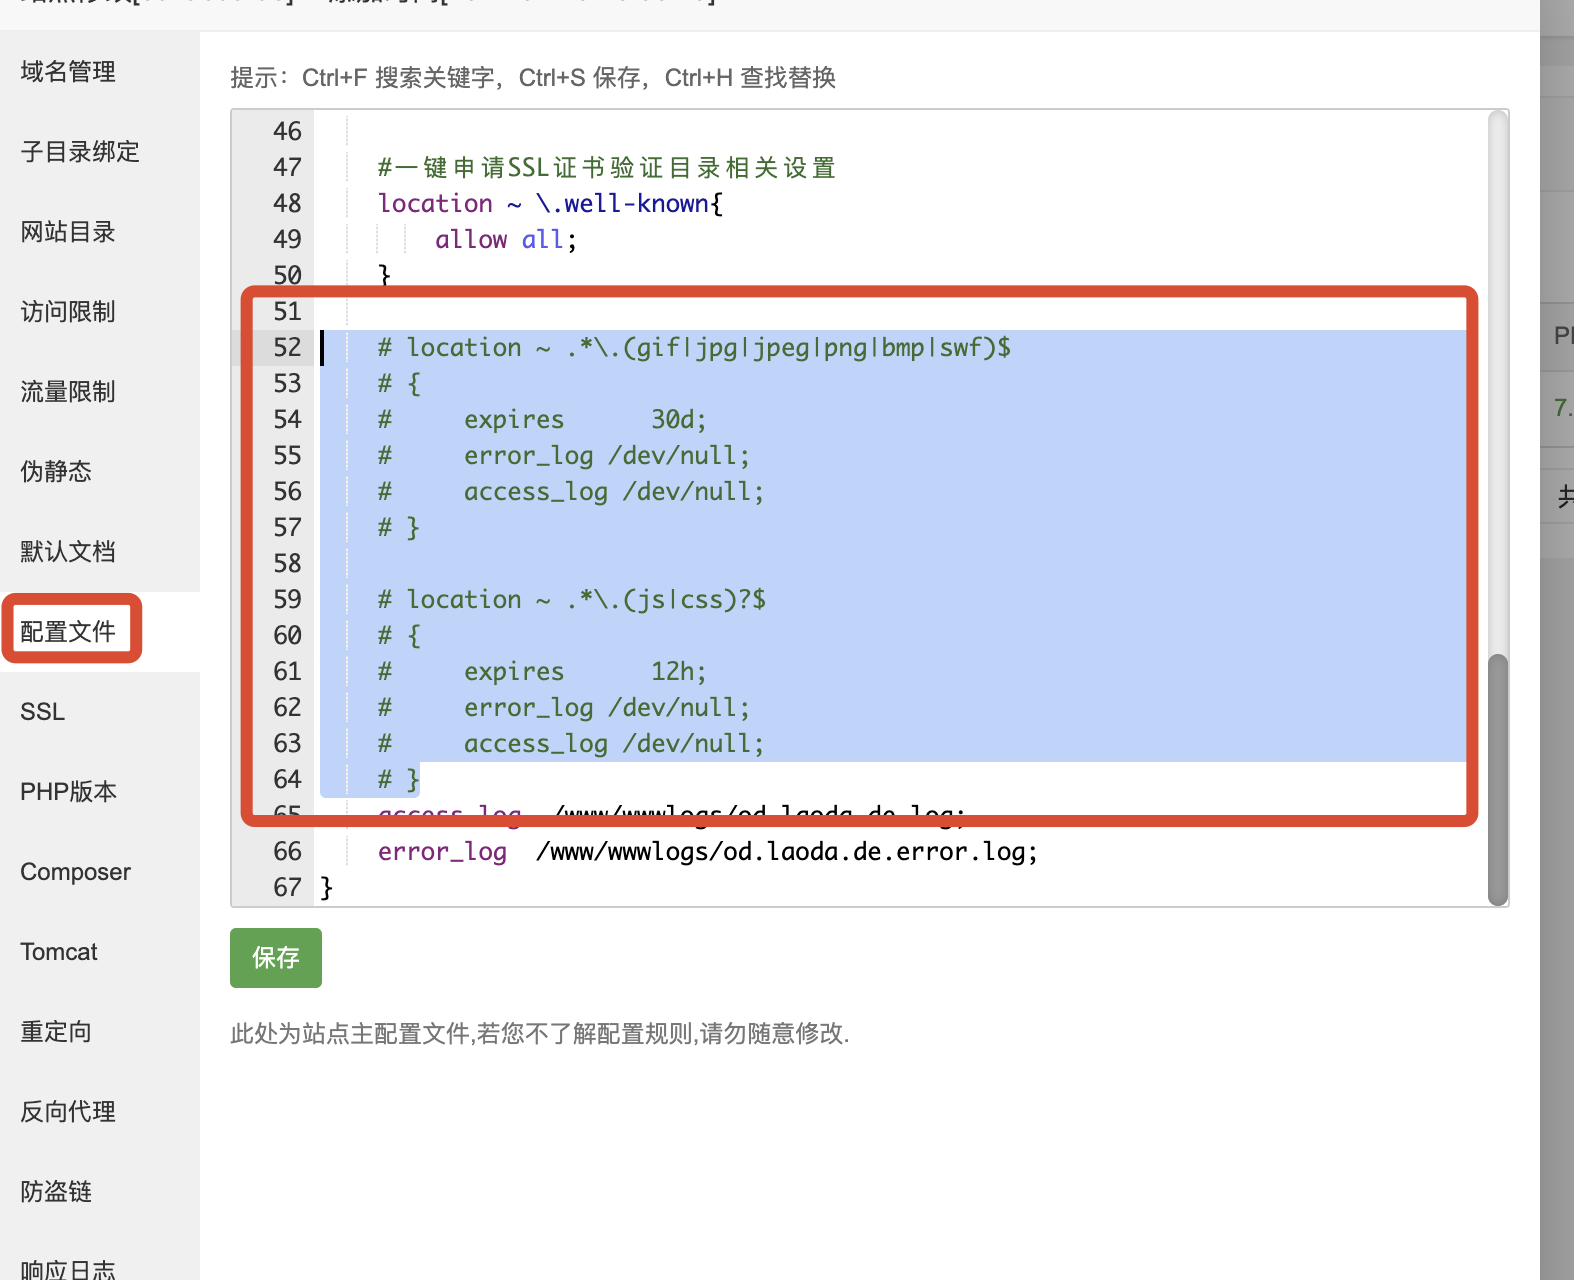 域名管理
子目录绑定
网站目录
访问限制
流量限制
伪静态
默认文档
配置文件
SSL
PHP版本
Composer
Tomcat
重定向
反向代理
防盗链
响应日志
提示：Ctrl+F 搜索关键字，Ctrl+S 保存，Ctrl+H 查找替换
46
47 #一键申请SSL证书验证目录相关设置
48 location ~ \.well-known{
49 allow all;
50 }
51
52 # location ~ .*\.(gif|jpg|jpeg|png|bmp|swf)$
53 # {
54 # expires 30d;
55 # error_log /dev/null;
56 # access_log /dev/null;
57 # }
58
59 # location ~ .*\.(js|css)?$
60 # {
61 # expires 12h;
62 # error_log /dev/null;
63 # access_log /dev/null;
64 # }
65 access_log /www/wwwlogs/od.laoda.de.log;
66 error_log /www/wwwlogs/od.laoda.de.error.log;
67 }
保存
此处为站点主配置文件,若您不了解配置规则,请勿随意修改.
7.
共